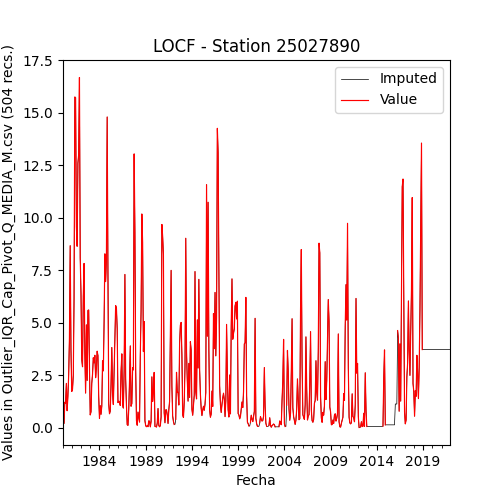 LOCF - Station 25027890
Values in Outlier_IQR_Cap_Pivot_Q_MEDIA_M.csv (504 recs.)
17.5
15.0
12.5
10.0
7.5
5.0
2.5
0.0
Imputed
Value
1984 1989 1994 1999 2004 2009 2014 2019
Fecha